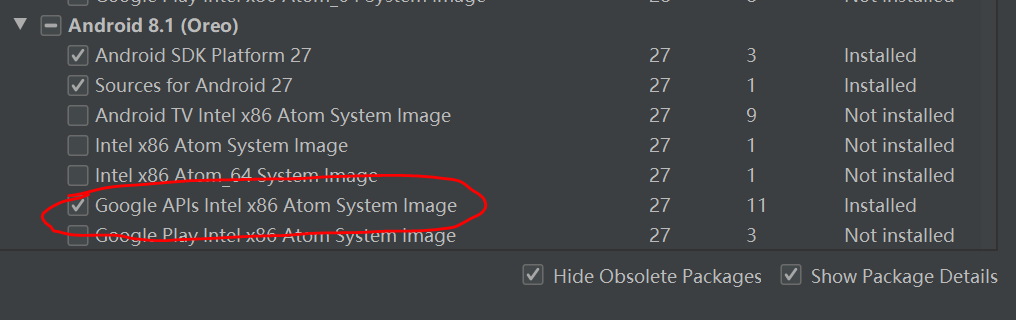 Google Play Intel x86 Atom_64 System Image
Android 8.1 (Oreo)
Android SDK Platform 27 27 3 Installed
Sources for Android 27 27 1 Installed
Android TV Intel x86 Atom System Image 27 9 Not installed
Intel x86 Atom System Image 27 1 Not installed
Intel x86 Atom_64 System Image 27 1 Not installed
Google APIs Intel x86 Atom System Image 27 11 Installed
Google Play Intel x86 Atom System Image 27 3 Not installed
Hide Obsolete Packages Show Package Details